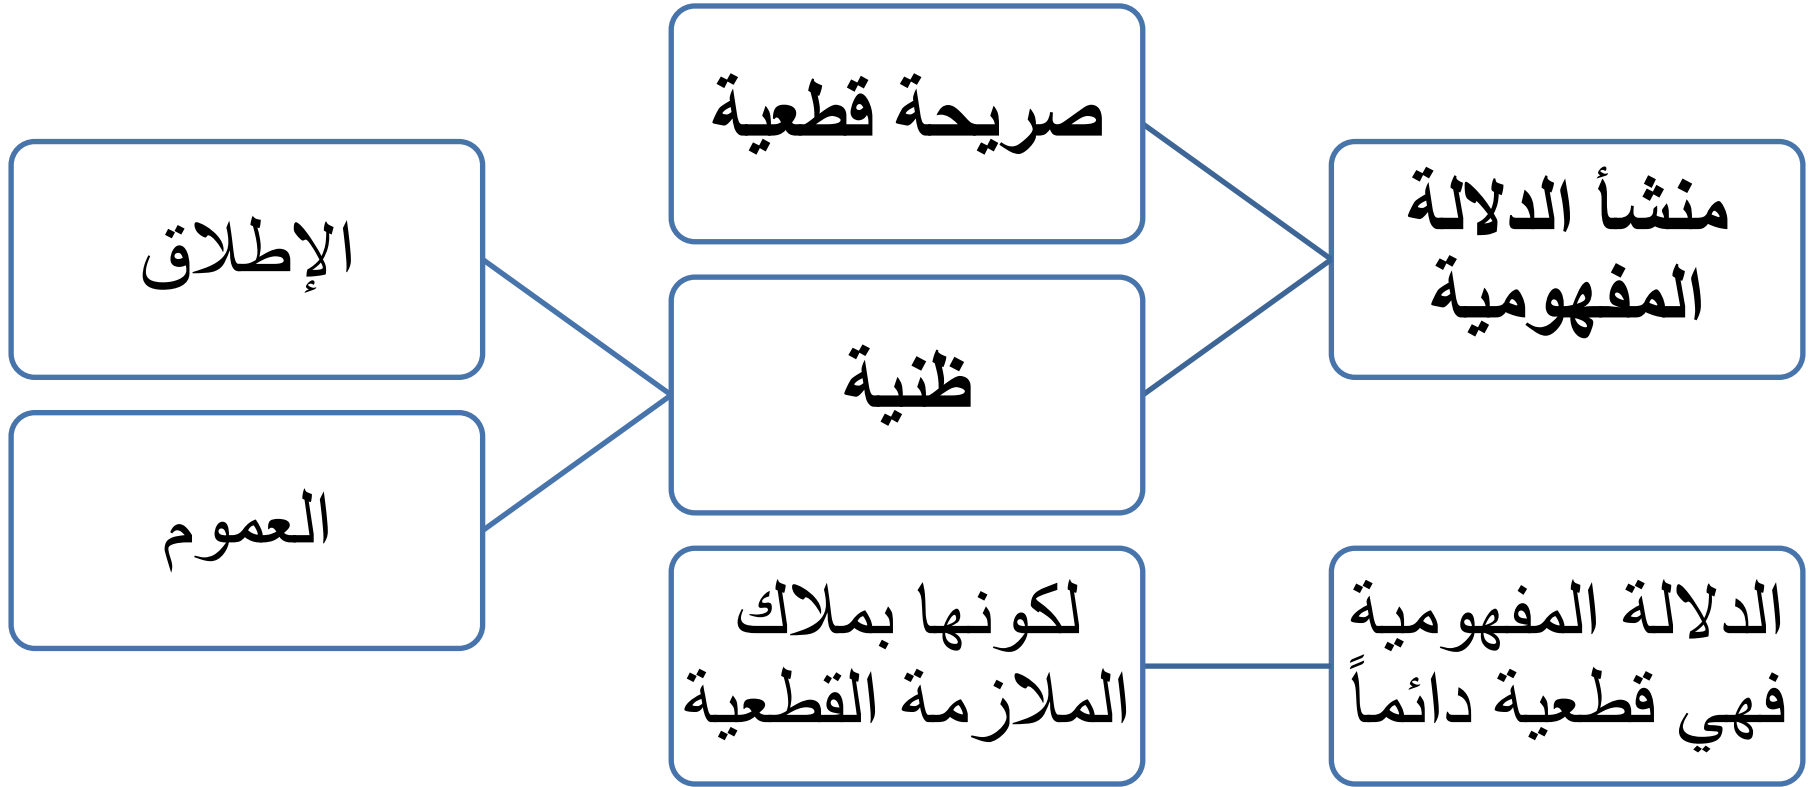 منشأ الدلالة
المفهومية
صريحة قطعية
ظنية
الإطلاق
العموم
الدلالة المفهومية
فهي قطعية دائماً
لكونها بملاك
الملازمة القطعية